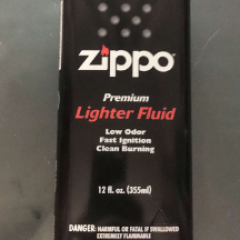 zippo
Premium
Lighter Fluid
Low Odor
Fast Ignition
Clean Burning
12 fl. oz. (355ml)
DANGER: HARMFUL OR FATAL IF SWALLOWED
EXTREMELY FLAMMABLE